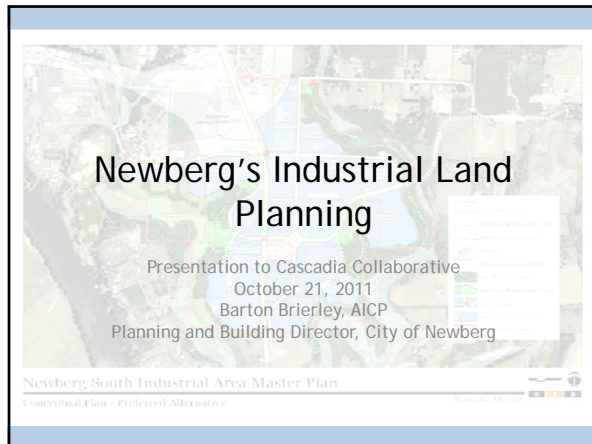 Newberg's Industrial Land
Planning
Presentation to Cascadia Collaborative
October 21, 2011
Barton Brierley, AICP
Planning and Building Director, City of Newberg
Newberg South Industrial Area Master Plan
Conceptual Plan - Preferred Alternative